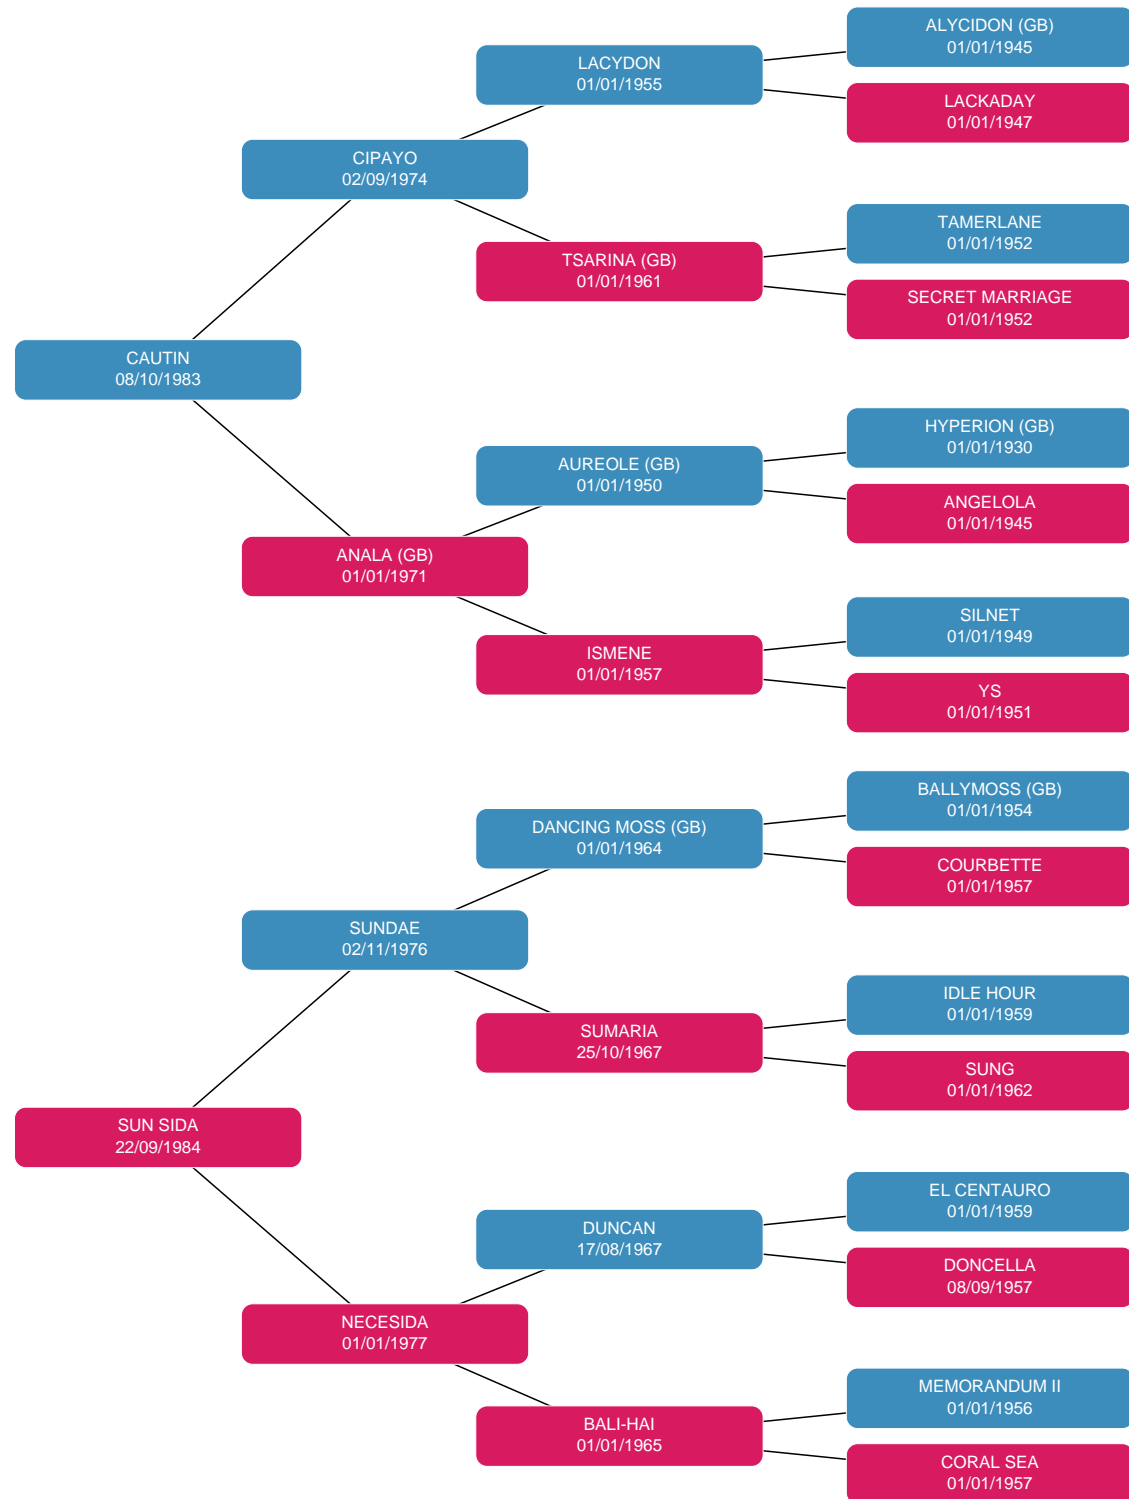 ALYCIDON (GB)
01/01/1945
LACYDON
01/01/1955
LACKADAY
01/01/1947
CIPAYO
02/09/1974
TAMERLANE
01/01/1952
TSARINA (GB)
01/01/1961
SECRET MARRIAGE
01/01/1952
CAUTIN
08/10/1983
HYPERION (GB)
01/01/1930
AUREOLE (GB)
01/01/1950
ANGELOLA
01/01/1945
ANALA (GB)
01/01/1971
SILNET
01/01/1949
ISMENE
01/01/1957
YS
01/01/1951
BALLYMOSS (GB)
01/01/1954
DANCING MOSS (GB)
01/01/1964
COURBETTE
01/01/1957
SUNDAE
02/11/1976
IDLE HOUR
01/01/1959
SUMARIA
25/10/1967
SUNG
01/01/1962
SUN SIDA
22/09/1984
EL CENTAURO
01/01/1959
DUNCAN
17/08/1967
DONCELLA
08/09/1957
NECESIDA
01/01/1977
MEMORANDUM II
01/01/1956
BALI-HAI
01/01/1965
CORAL SEA
01/01/1957